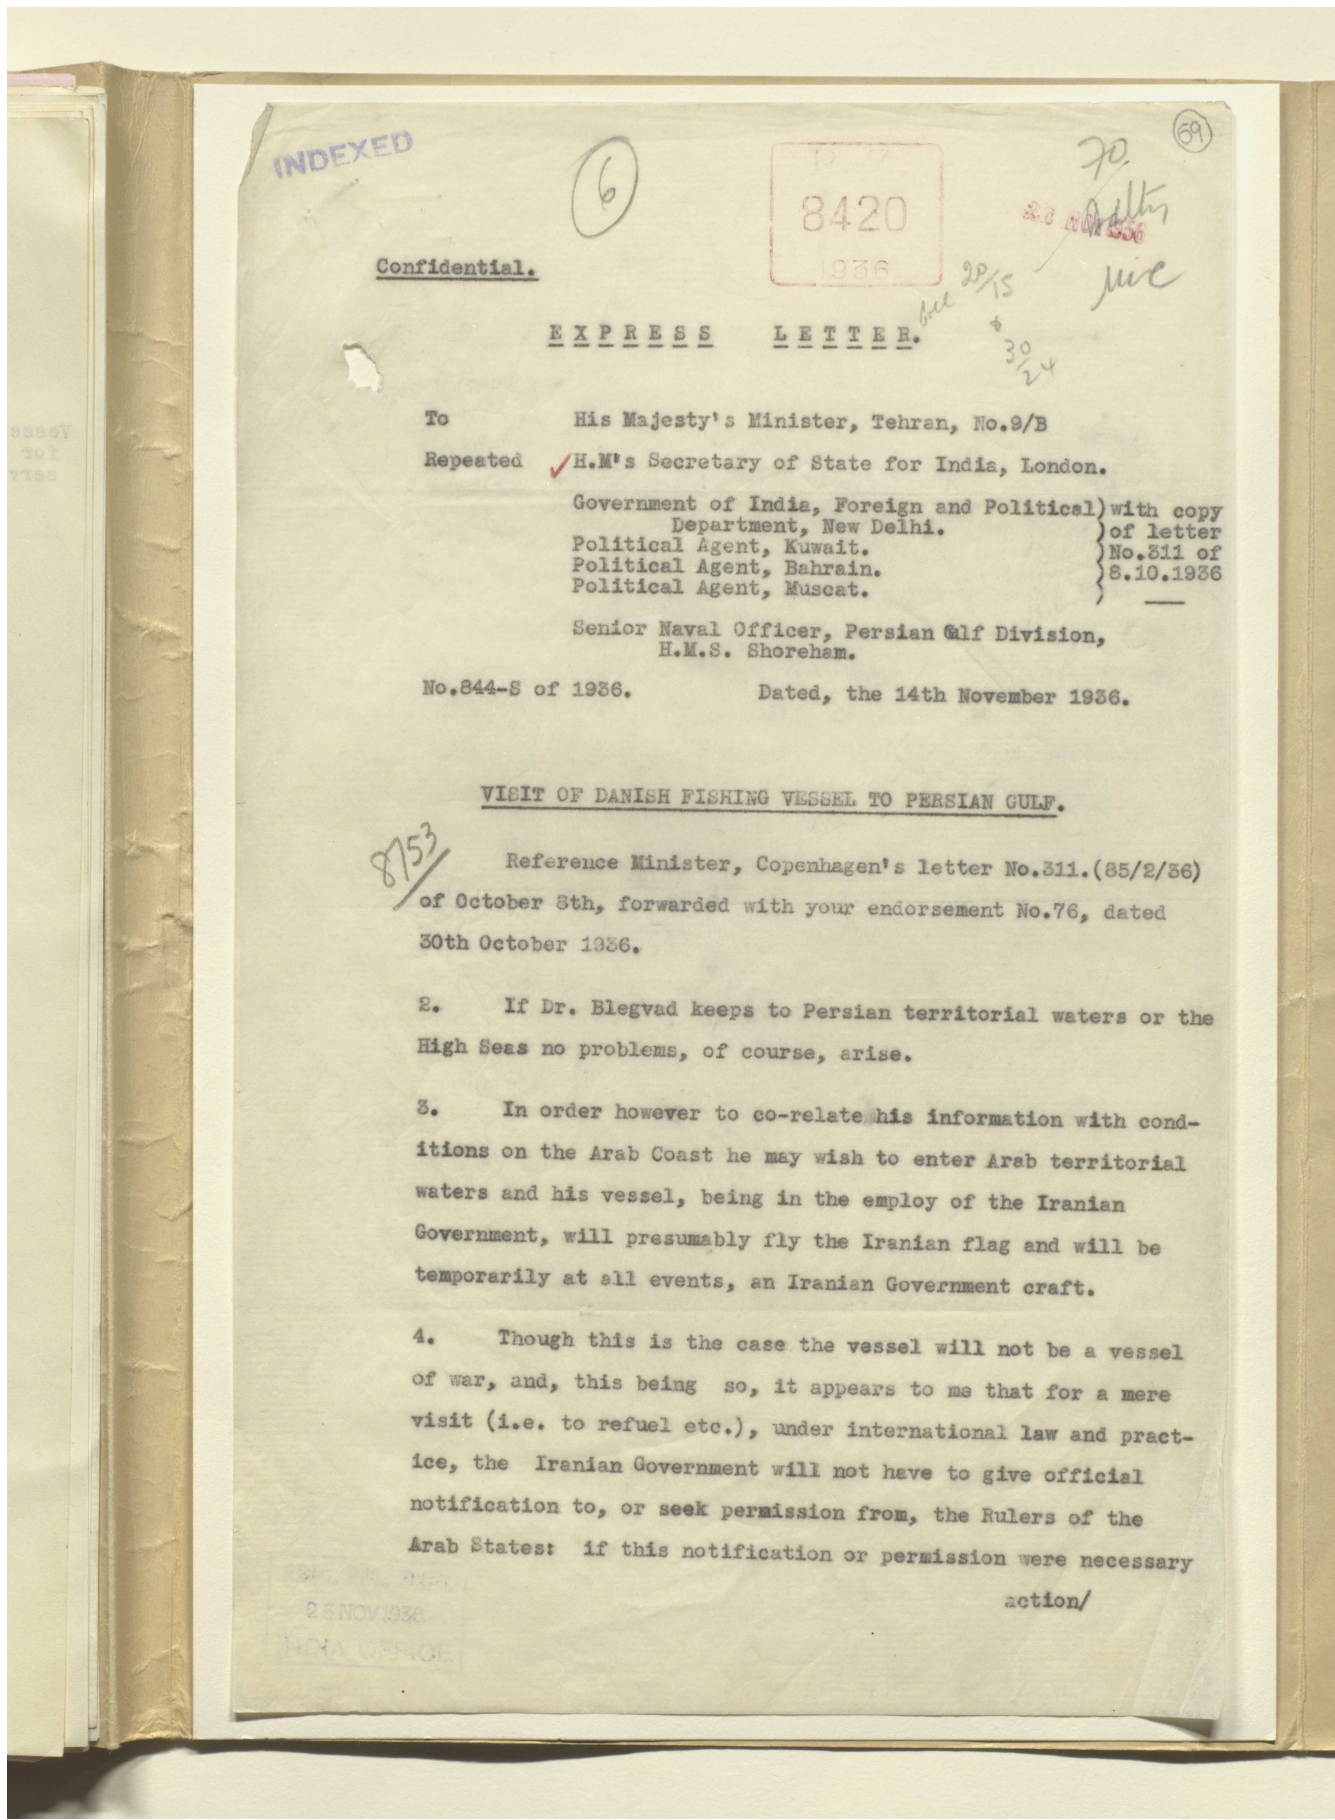 INDEXED
6
69
70
P. Z.
8420
1936
28 NOV 1936
20/15
&
30/24
Confidential.
EXPRESS LETTER.
To His Majesty's Minister, Tehran, No.9/B
Repeated H.M's Secretary of State for India, London.
Government of India, Foreign and Political) with copy
Department, New Delhi. ) of letter
Political Agent, Kuwait. ) No.311 of
Political Agent, Bahrain. ) 8.10.1936
Political Agent, Muscat. )
Senior Naval Officer, Persian Gulf Division,
H.M.S. Shoreham.
No.844-S of 1936. Dated, the 14th November 1936.
VISIT OF DANISH FISHING VESSEL TO PERSIAN GULF.
8753
Reference Minister, Copenhagen's letter No.311.(85/2/36)
of October 8th, forwarded with your endorsement No.76, dated
30th October 1936.
2. If Dr. Blegvad keeps to Persian territorial waters or the
High Seas no problems, of course, arise.
3. In order however to co-relate his information with cond-
itions on the Arab Coast he may wish to enter Arab territorial
waters and his vessel, being in the employ of the Iranian
Government, will presumably fly the Iranian flag and will be
temporarily at all events, an Iranian Government craft.
4. Though this is the case the vessel will not be a vessel
of war, and, this being so, it appears to me that for a mere
visit (i.e. to refuel etc.), under international law and pract-
ice, the Iranian Government will not have to give official
notification to, or seek permission from, the Rulers of the
Arab States: if this notification or permission were necessary
action/
25 NOV 1936
INDIA OFFICE